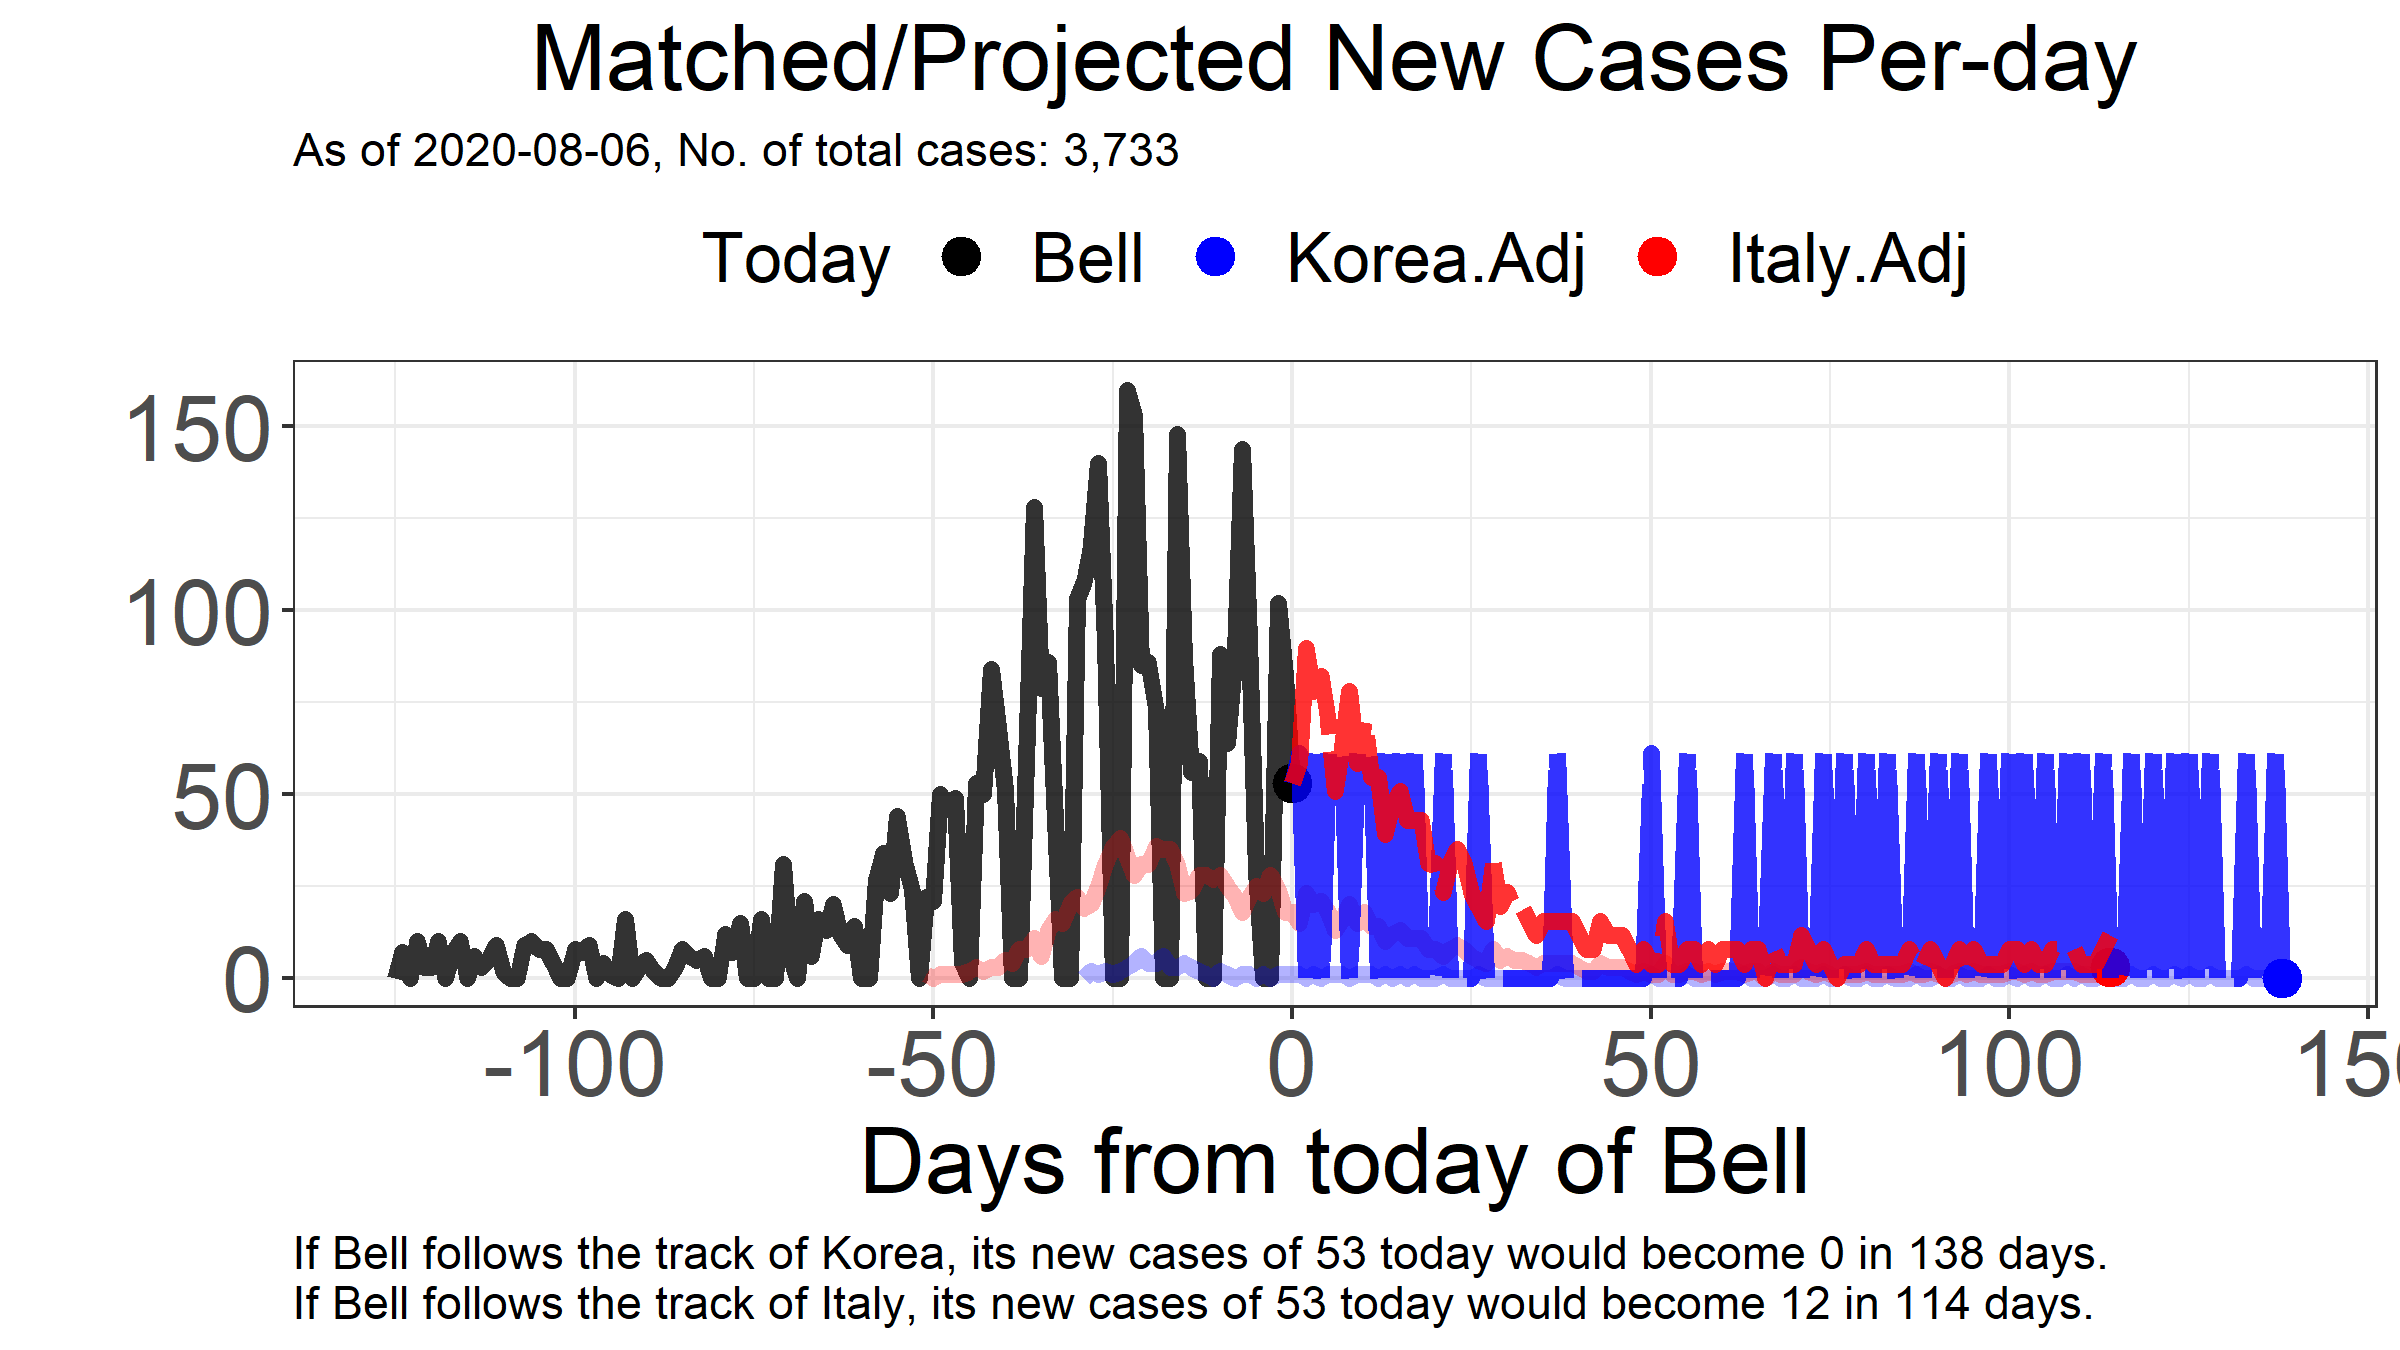 Matched/Projected New Cases Per-day
As of 2020-08-06, No. of total cases: 3,733
Today Bell Korea.Adj Italy.Adj
150
100
50
0
-100 -50 0 50 100 150
Days from today of Bell
If Bell follows the track of Korea, its new cases of 53 today would become 0 in 138 days.
If Bell follows the track of Italy, its new cases of 53 today would become 12 in 114 days.